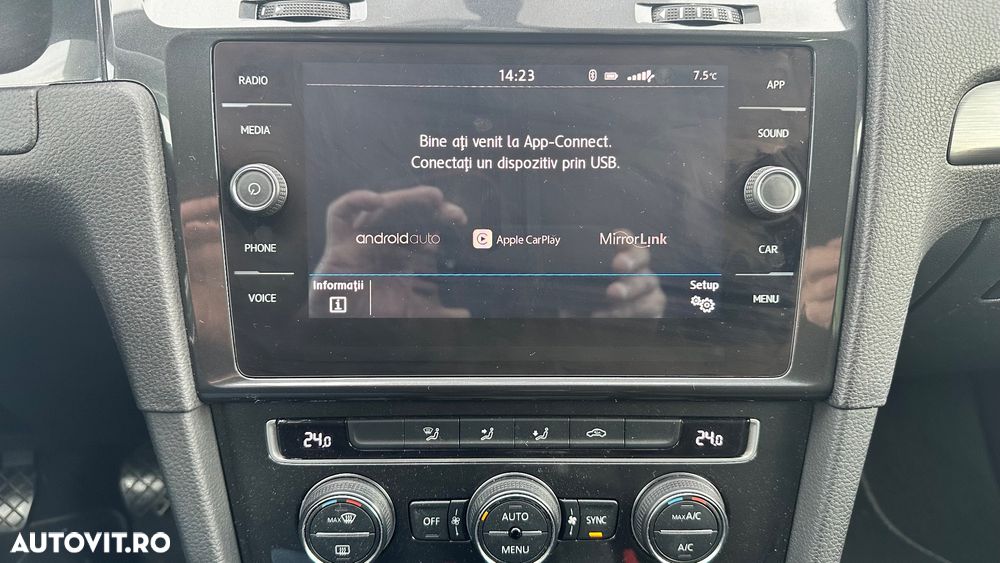 RADIO
MEDIA
PHONE
VOICE
14:23
7.5°C
Bine ați venit la App-Connect.
Conectați un dispozitiv prin USB.
androidauto
Apple CarPlay
MirrorLink
Informații
Setup
APP
SOUND
CAR
MENU
24.0
24.0
MAX
OFF
AUTO
MENU
SYNC
MAX A/C
A/C
AUTOVIT.RO